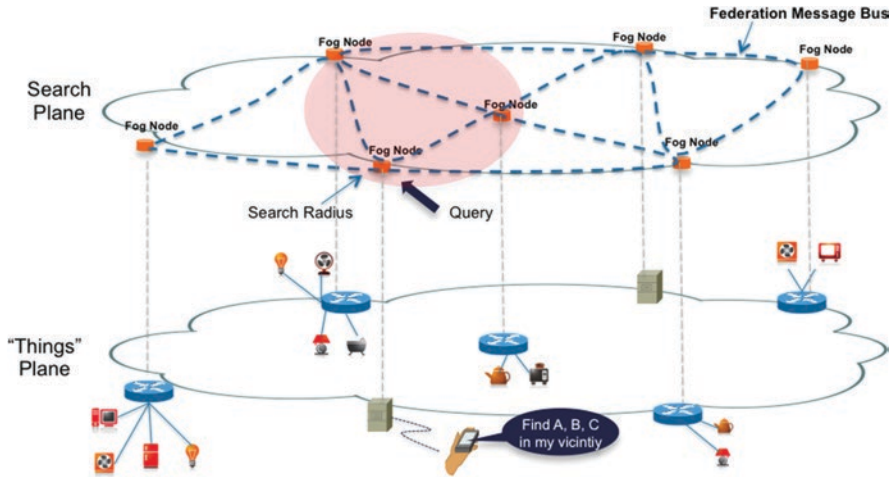 Federation Message Bus
Fog Node
Fog Node
Fog Node
Search
Plane
Fog Node
Fog Node
Fog Node
Fog Node
Search Radius
Query
“Things”
Plane
Find A, B, C
in my vicintiy